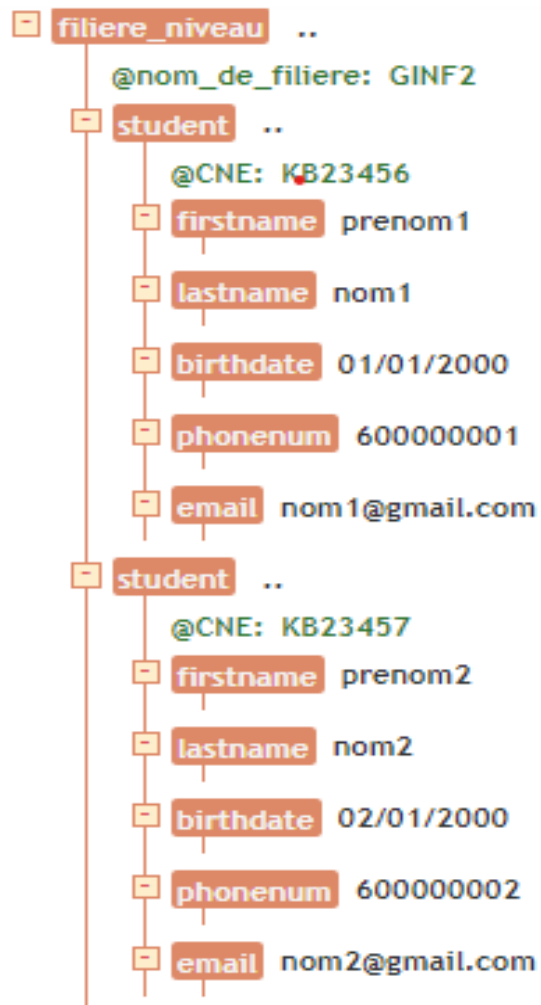 filiere_niveau ..
@nom_de_filiere: GINF2
student ..
@CNE: KB23456
firstname prenom1
lastname nom1
birthdate 01/01/2000
phonenum 600000001
email nom1@gmail.com
student ..
@CNE: KB23457
firstname prenom2
lastname nom2
birthdate 02/01/2000
phonenum 600000002
email nom2@gmail.com